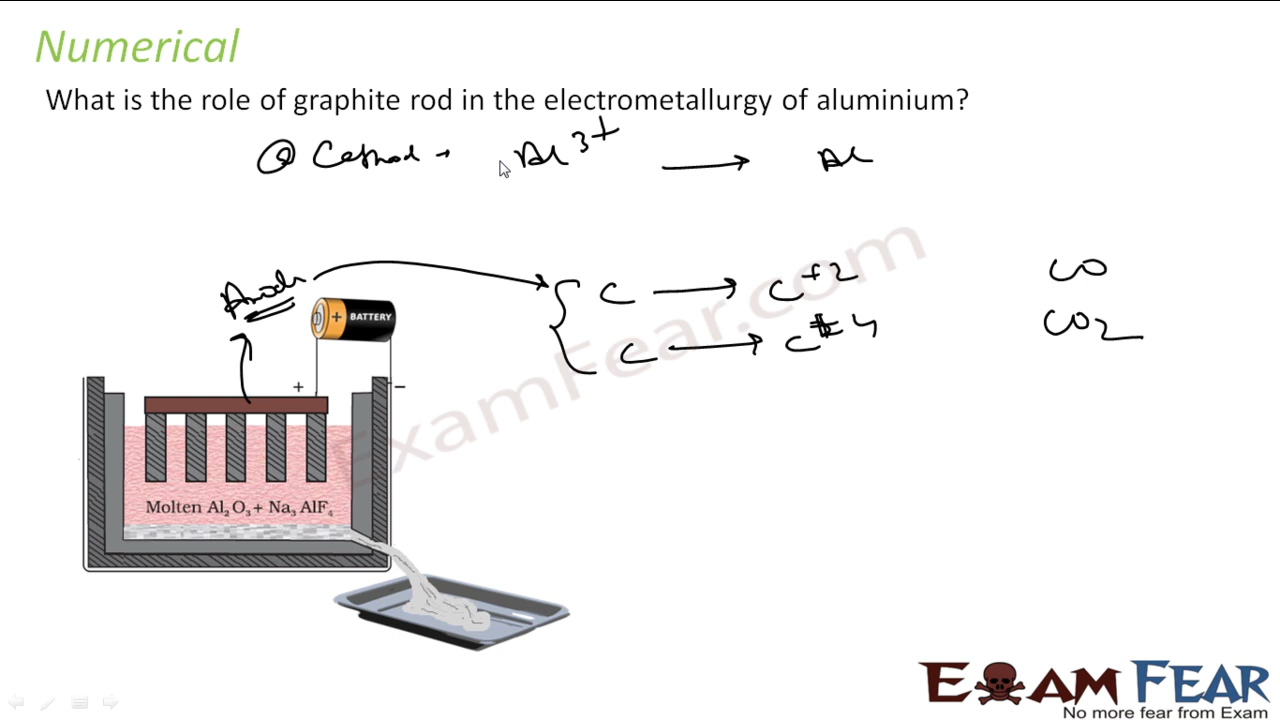 Numerical
What is the role of graphite rod in the electrometallurgy of aluminium?
@ Cathod → Al³⁺ ⟶ Al
Anode
C ⟶ C⁺² CO
C ⟶ C⁺⁴ CO₂
+ BATTERY
+ −
Molten Al₂O₃ + Na₃AlF₄
ExamFear.com
EXAM FEAR
No more fear from Exam